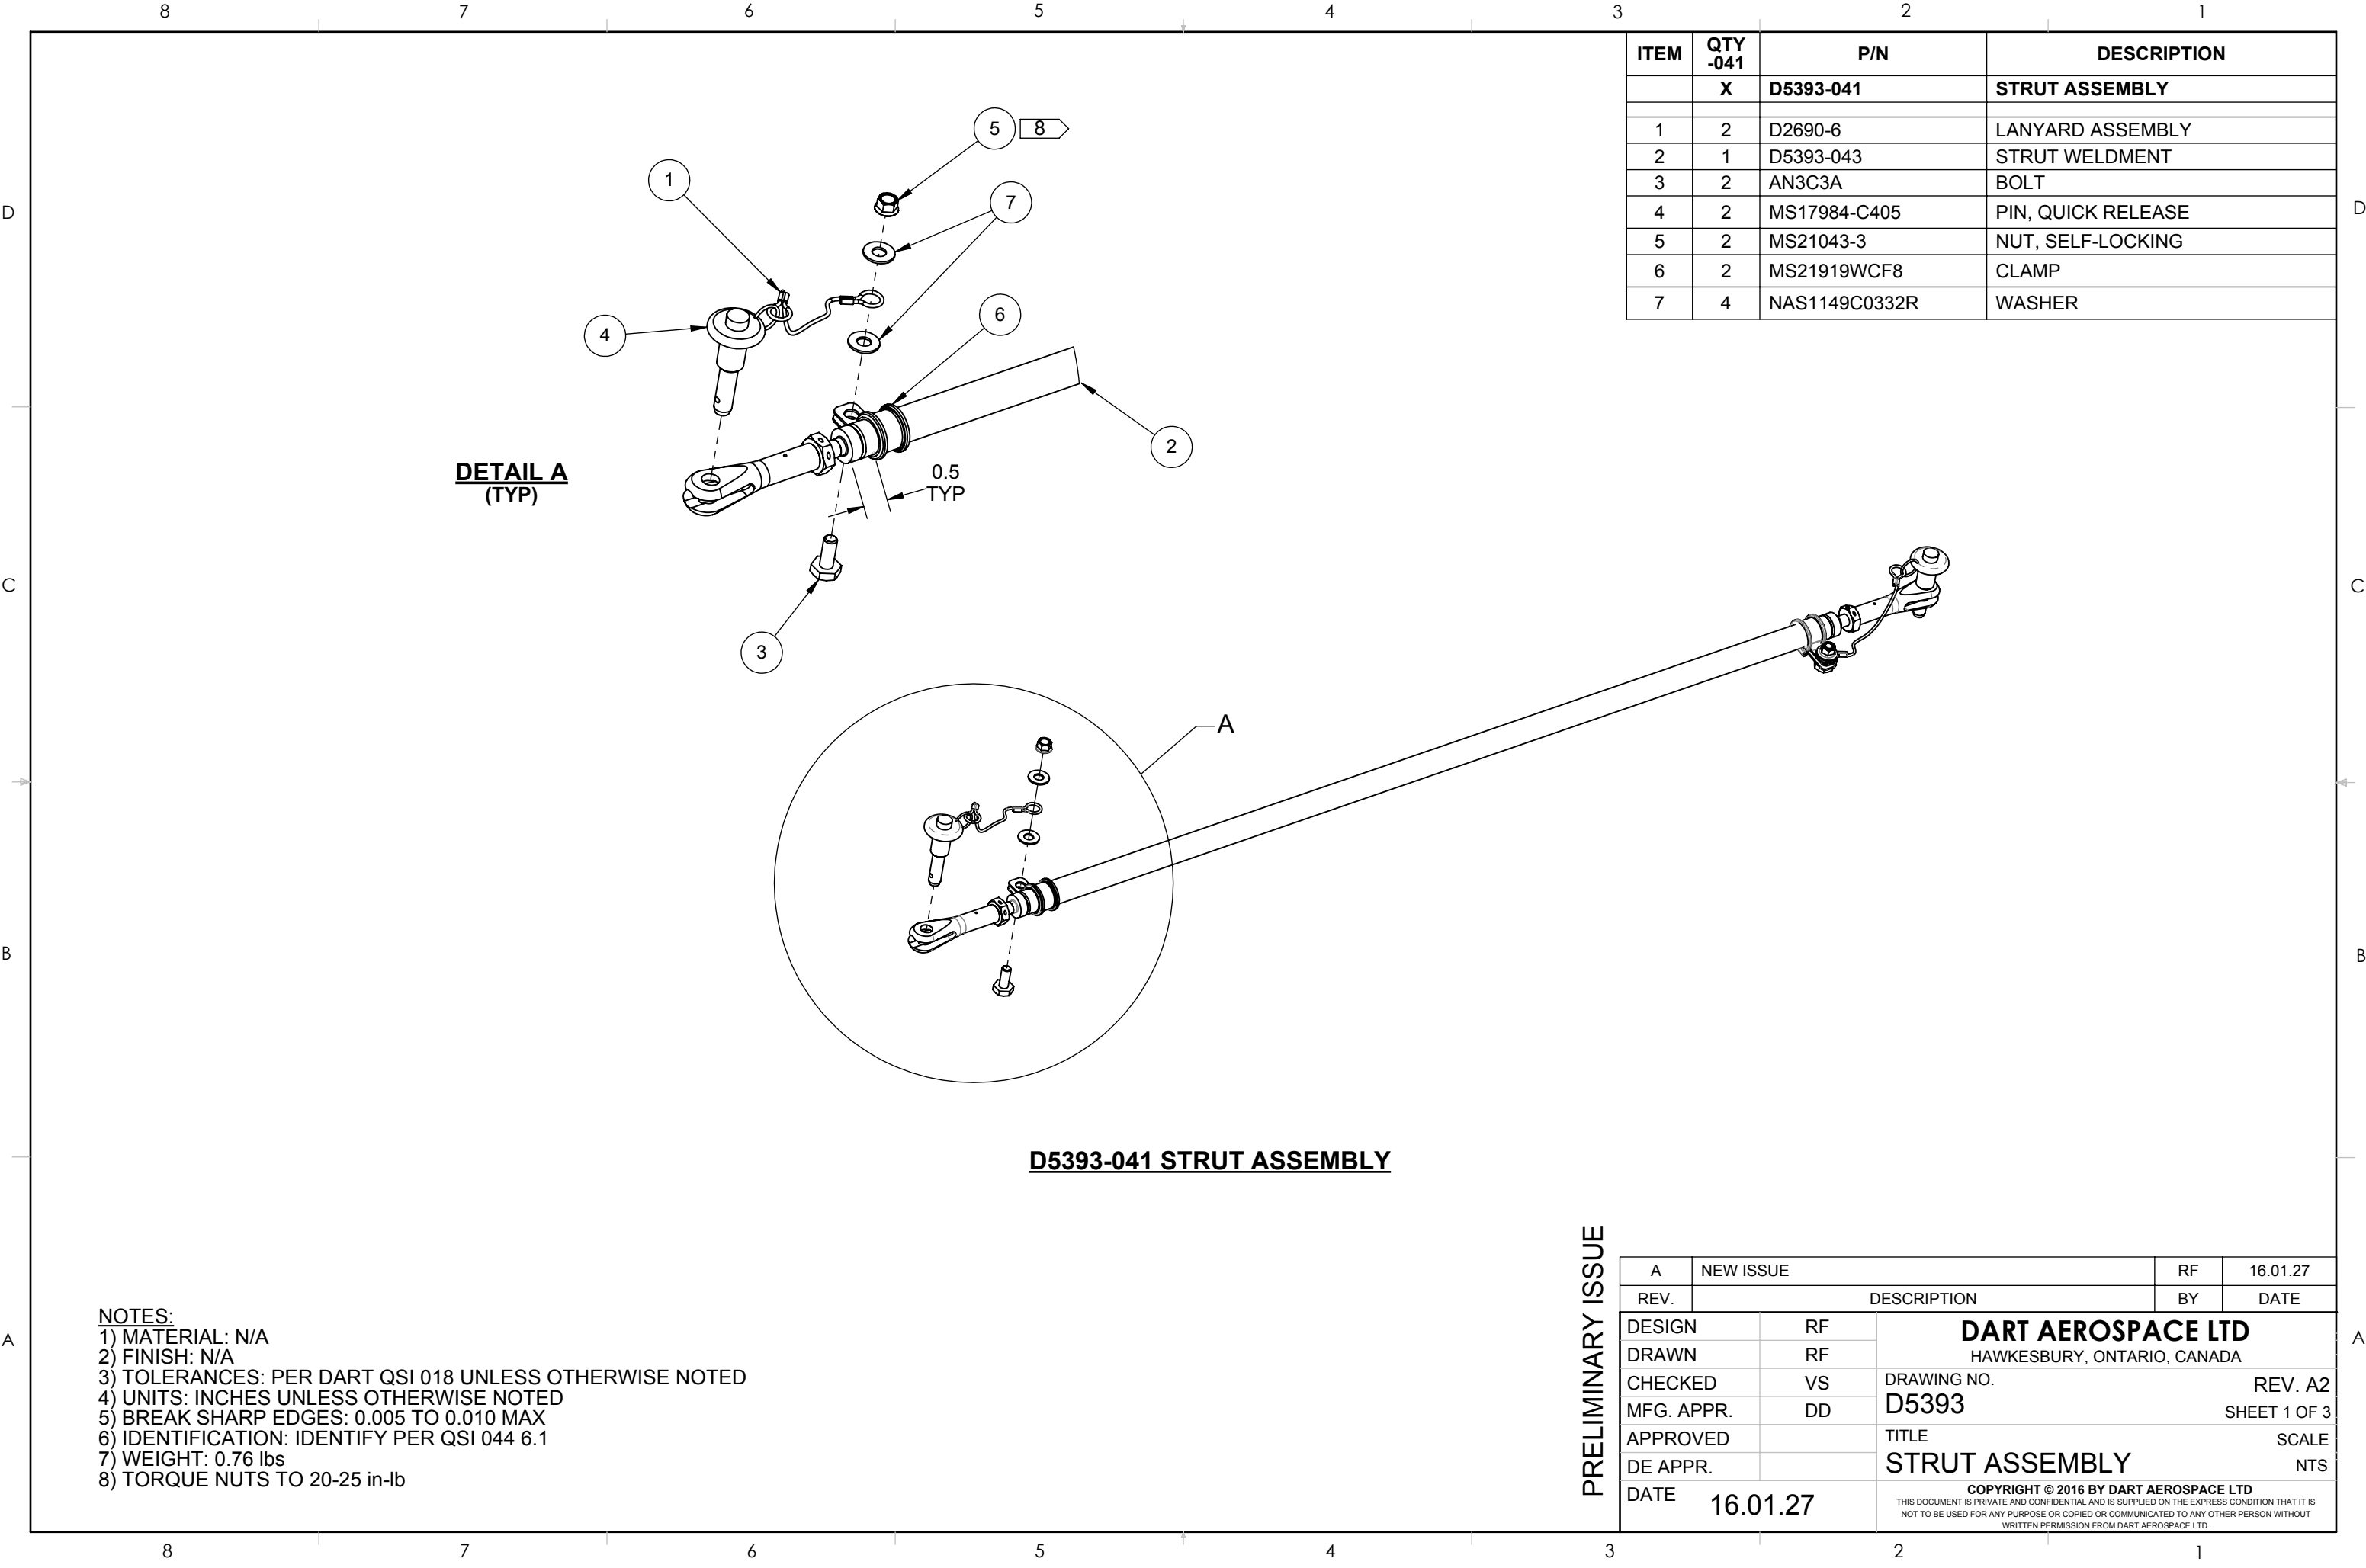 8 7 6 5 4 3 2 1
ITEM QTY -041 P/N DESCRIPTION
X D5393-041 STRUT ASSEMBLY
1 2 D2690-6 LANYARD ASSEMBLY
2 1 D5393-043 STRUT WELDMENT
3 2 AN3C3A BOLT
4 2 MS17984-C405 PIN, QUICK RELEASE
5 2 MS21043-3 NUT, SELF-LOCKING
6 2 MS21919WCF8 CLAMP
7 4 NAS1149C0332R WASHER
5 8
1
7
D D
6
4
2
DETAIL A
(TYP)
0.5
TYP
C C
3
A
B B
D5393-041 STRUT ASSEMBLY
NOTES:
1) MATERIAL: N/A
2) FINISH: N/A
3) TOLERANCES: PER DART QSI 018 UNLESS OTHERWISE NOTED
4) UNITS: INCHES UNLESS OTHERWISE NOTED
5) BREAK SHARP EDGES: 0.005 TO 0.010 MAX
6) IDENTIFICATION: IDENTIFY PER QSI 044 6.1
7) WEIGHT: 0.76 lbs
8) TORQUE NUTS TO 20-25 in-lb
A A
PRELIMINARY ISSUE
A NEW ISSUE RF 16.01.27
REV. DESCRIPTION BY DATE
DESIGN RF
DRAWN RF
CHECKED VS
MFG. APPR. DD
APPROVED
DE APPR.
DATE 16.01.27
DART AEROSPACE LTD
HAWKESBURY, ONTARIO, CANADA
DRAWING NO. REV. A2
D5393 SHEET 1 OF 3
TITLE SCALE
STRUT ASSEMBLY NTS
COPYRIGHT © 2016 BY DART AEROSPACE LTD
THIS DOCUMENT IS PRIVATE AND CONFIDENTIAL AND IS SUPPLIED ON THE EXPRESS CONDITION THAT IT IS
NOT TO BE USED FOR ANY PURPOSE OR COPIED OR COMMUNICATED TO ANY OTHER PERSON WITHOUT
WRITTEN PERMISSION FROM DART AEROSPACE LTD.
8 7 6 5 4 3 2 1